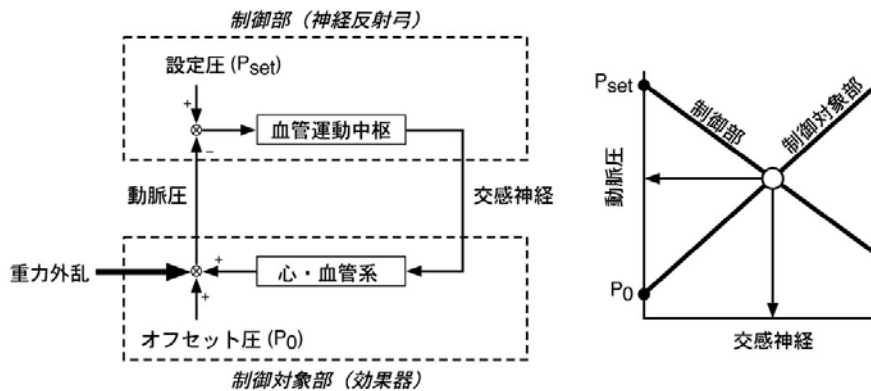 制御部（神経反射弓）
設定圧 (Pset)
+
−
血管運動中枢
動脈圧
交感神経
重力外乱
+
+
心・血管系
オフセット圧 (P0)
制御対象部（効果器）
Pset
制御部
制御対象部
動脈圧
P0
交感神経